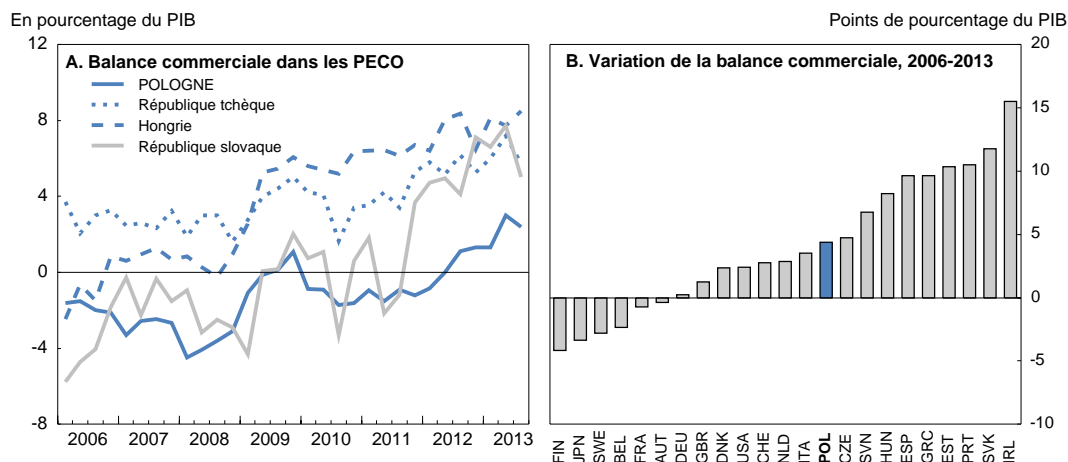 En pourcentage du PIB
Points de pourcentage du PIB
A. Balance commerciale dans les PECO
POLOGNE
République tchèque
Hongrie
République slovaque
12
8
4
0
-4
-8
2006 2007 2008 2009 2010 2011 2012 2013
B. Variation de la balance commerciale, 2006-2013
20
15
10
5
0
-5
-10
FIN
JPN
SWE
BEL
FRA
AUT
DEU
GBR
DNK
USA
CHE
NLD
ITA
POL
CZE
SVN
HUN
ESP
GRC
EST
PRT
SVK
IRL